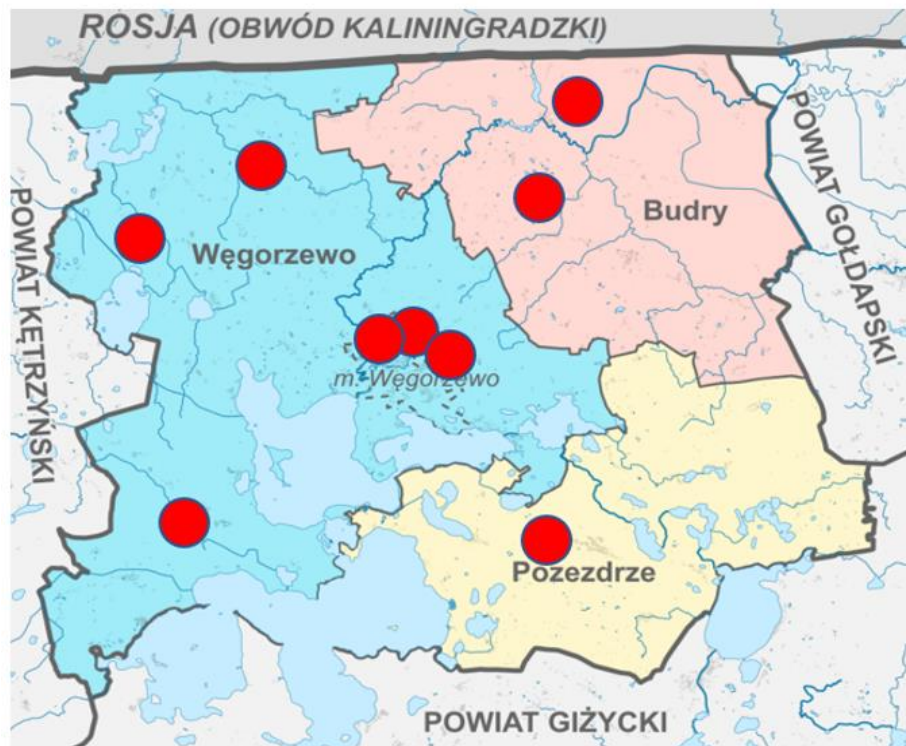 ROSJA (OBWÓD KALININGRADZKI)
POWIAT KĘTRZYŃSKI
POWIAT GOŁDAPSKI
Budry
Węgorzewo
m. Węgorzewo
Pozezdrze
POWIAT GIŻYCKI